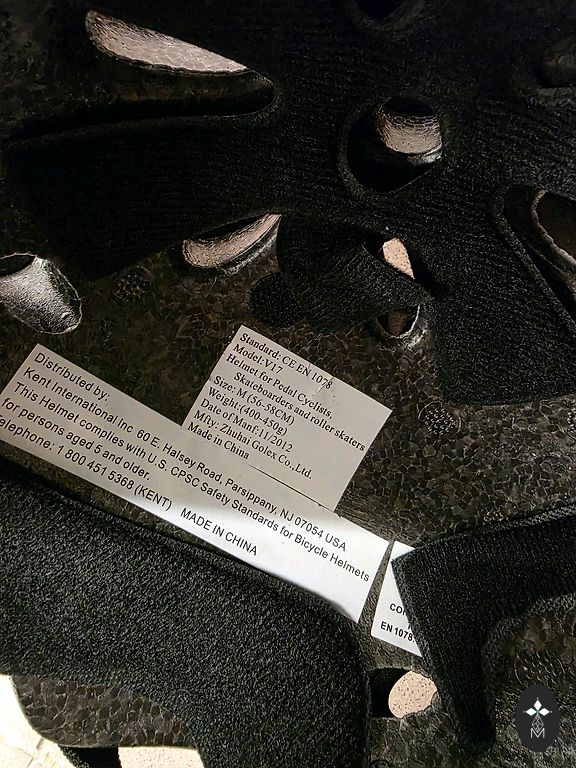 Standard: CE EN 1078
Model:V17
Helmet for Pedal Cyclists,
Skateboarders and roller skaters
Size: M (56-58CM)
Weight:(400-450g)
Date of Manf:11/2012
Mfty: Zhuhai Golex Co., Ltd.
Made in China
Distributed by:
Kent International Inc 60 E, Halsey Road, Parsippany, NJ 07054 USA
This Helmet complies with U.S. CPSC Safety Standards for Bicycle Helmets
for persons aged 5 and older.
Telephone: 1 800 451 5368 (KENT) MADE IN CHINA
EN 1078
M